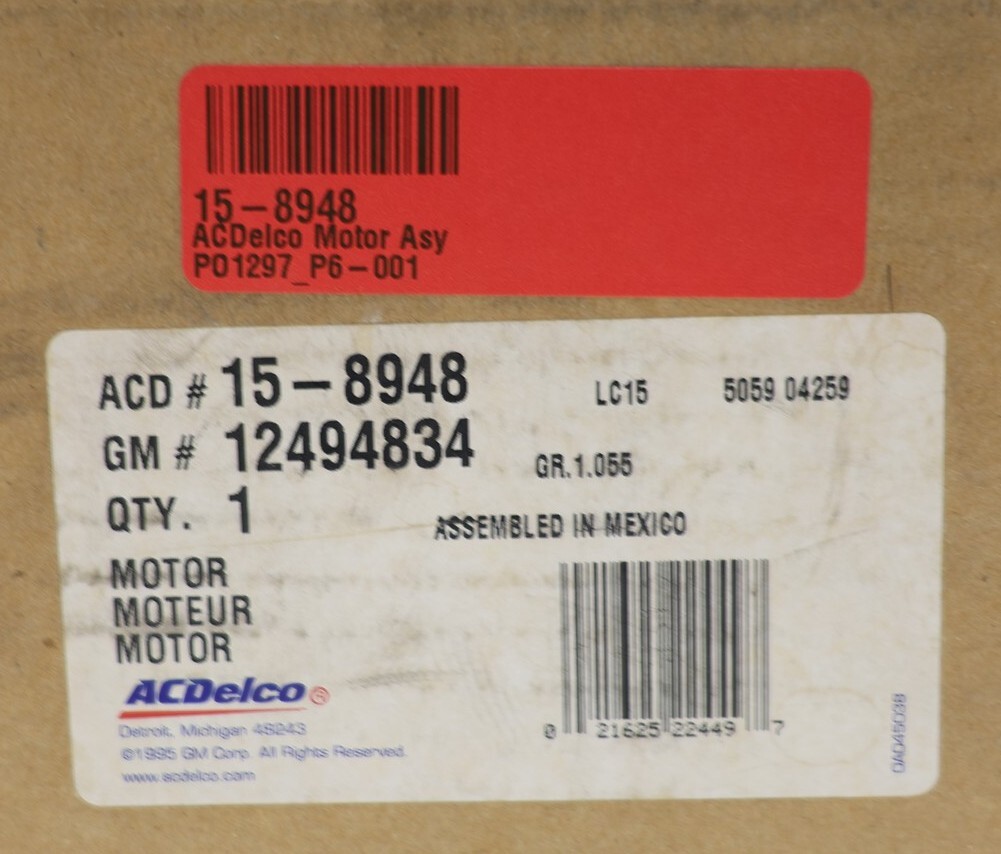 15-8948
ACDelco Motor Asy
P01297_P6-001
ACD # 15-8948
LC15
5059 04259
GM # 12494834
GR.1.055
QTY. 1
ASSEMBLED IN MEXICO
MOTOR
MOTEUR
MOTOR
ACDelco®
Detroit, Michigan 48243
©1995 GM Corp. All Rights Reserved.
www.acdelco.com
0 21625 22449 7